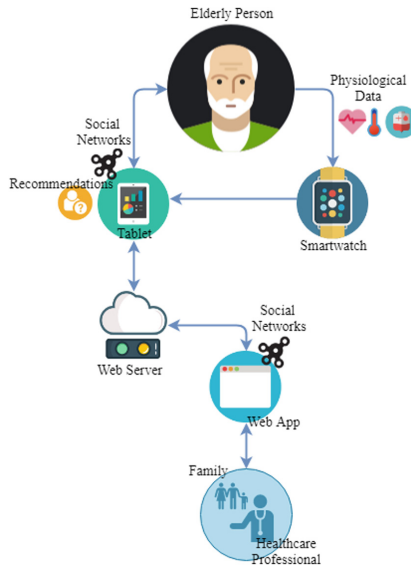 Elderly Person
Physiological
Data
Social
Networks
Recommendations
Tablet
Smartwatch
Social
Networks
Web Server
Web App
Family
Healthcare
Professional